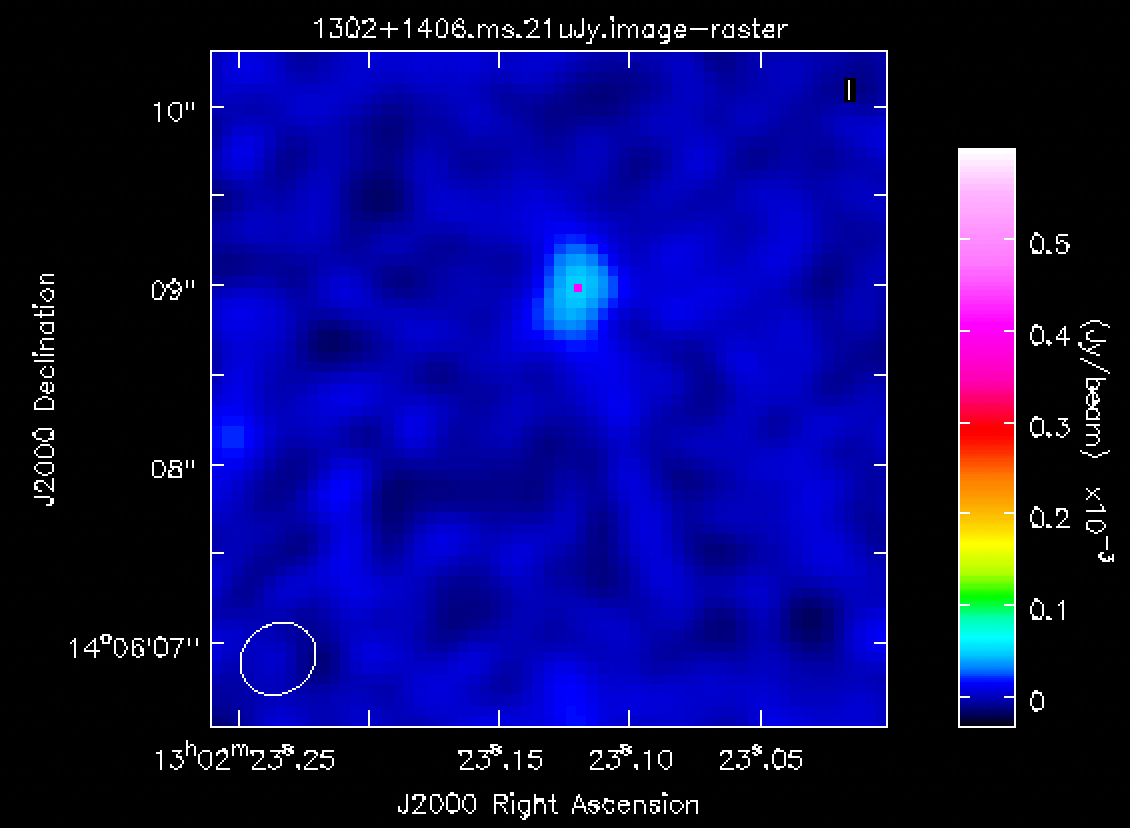 1302+1406.ms.21uJy.image-raster
I
10"
09"
08"
14°06'07"
J2000 Declination
13ʰ02ᵐ23ˢ.25
23ˢ.15
23ˢ.10
23ˢ.05
J2000 Right Ascension
0.5
0.4
0.3
0.2
0.1
0
(Jy/beam) ×10⁻³